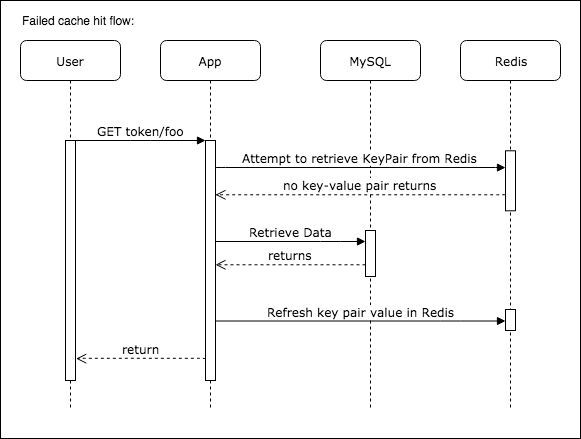 Failed cache hit flow:
User
App
MySQL
Redis
GET token/foo
Attempt to retrieve KeyPair from Redis
no key-value pair returns
Retrieve Data
returns
Refresh key pair value in Redis
return